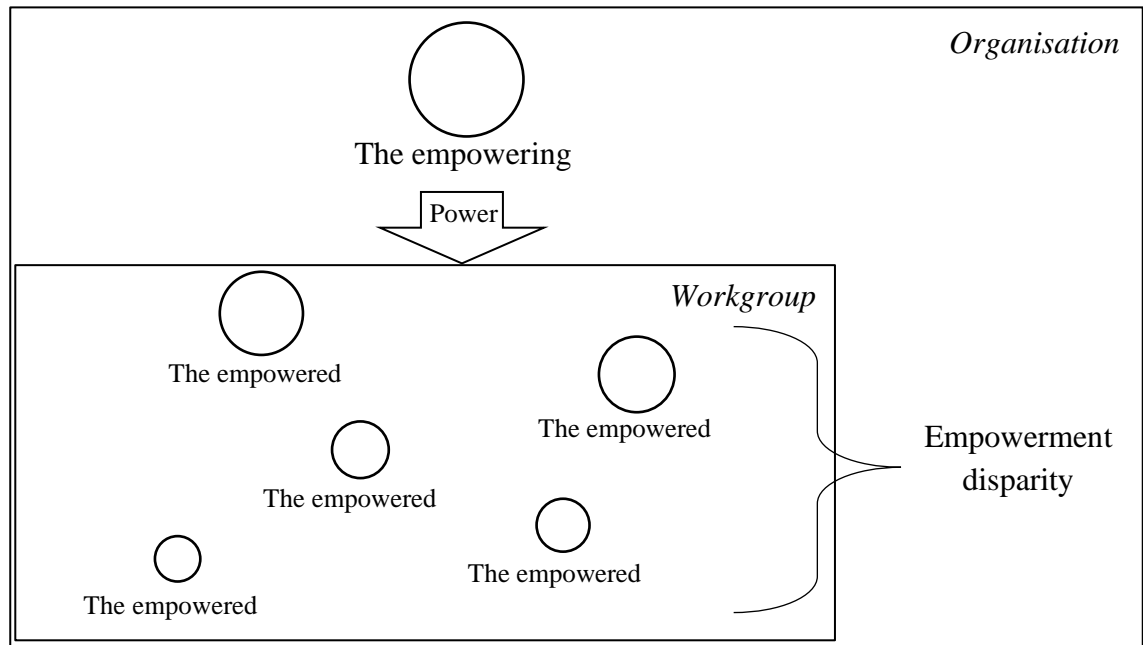 Organisation
The empowering
Power
Workgroup
The empowered
The empowered
The empowered
The empowered
The empowered
Empowerment
disparity